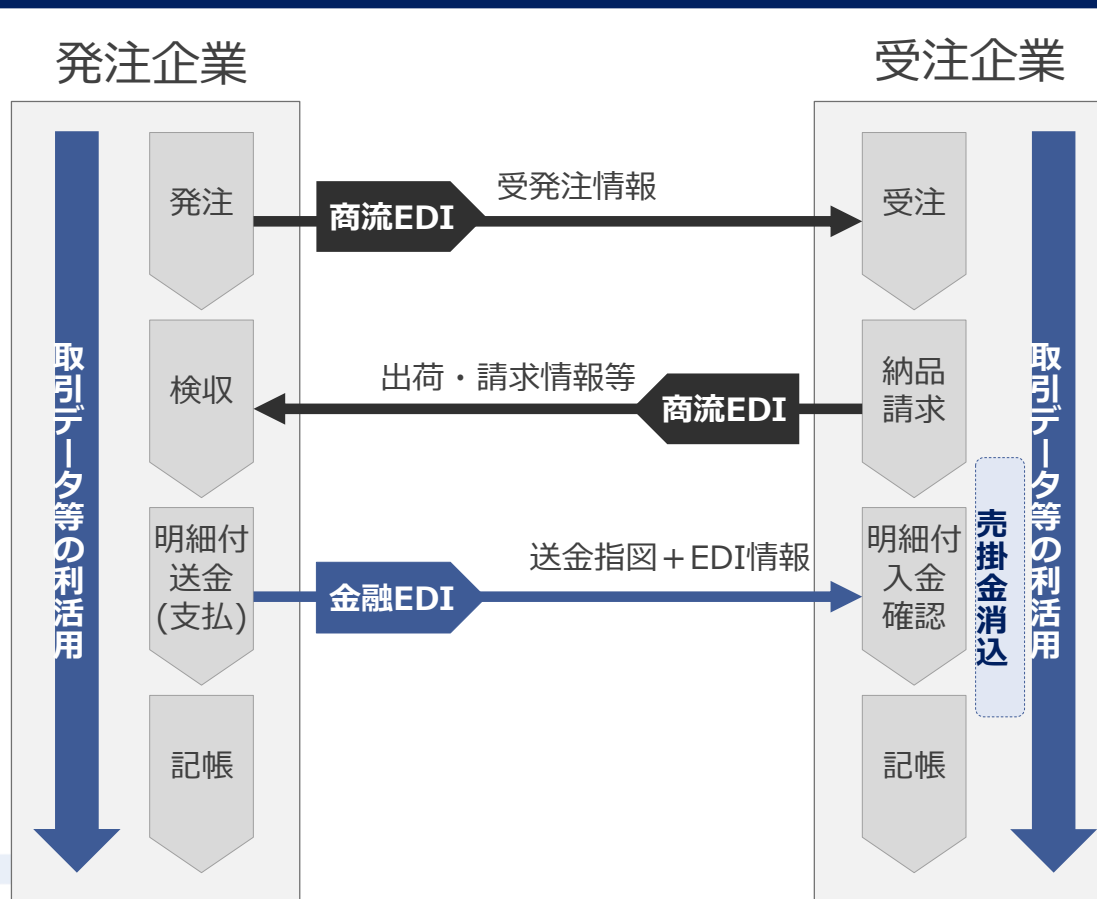 発注企業
受注企業
発注
商流EDI
受発注情報
受注
検収
出荷・請求情報等
商流EDI
納品
請求
明細付
送金
(支払)
金融EDI
送金指図＋EDI情報
明細付
入金
確認
売掛金消込
記帳
記帳
取引データ等の利活用
取引データ等の利活用